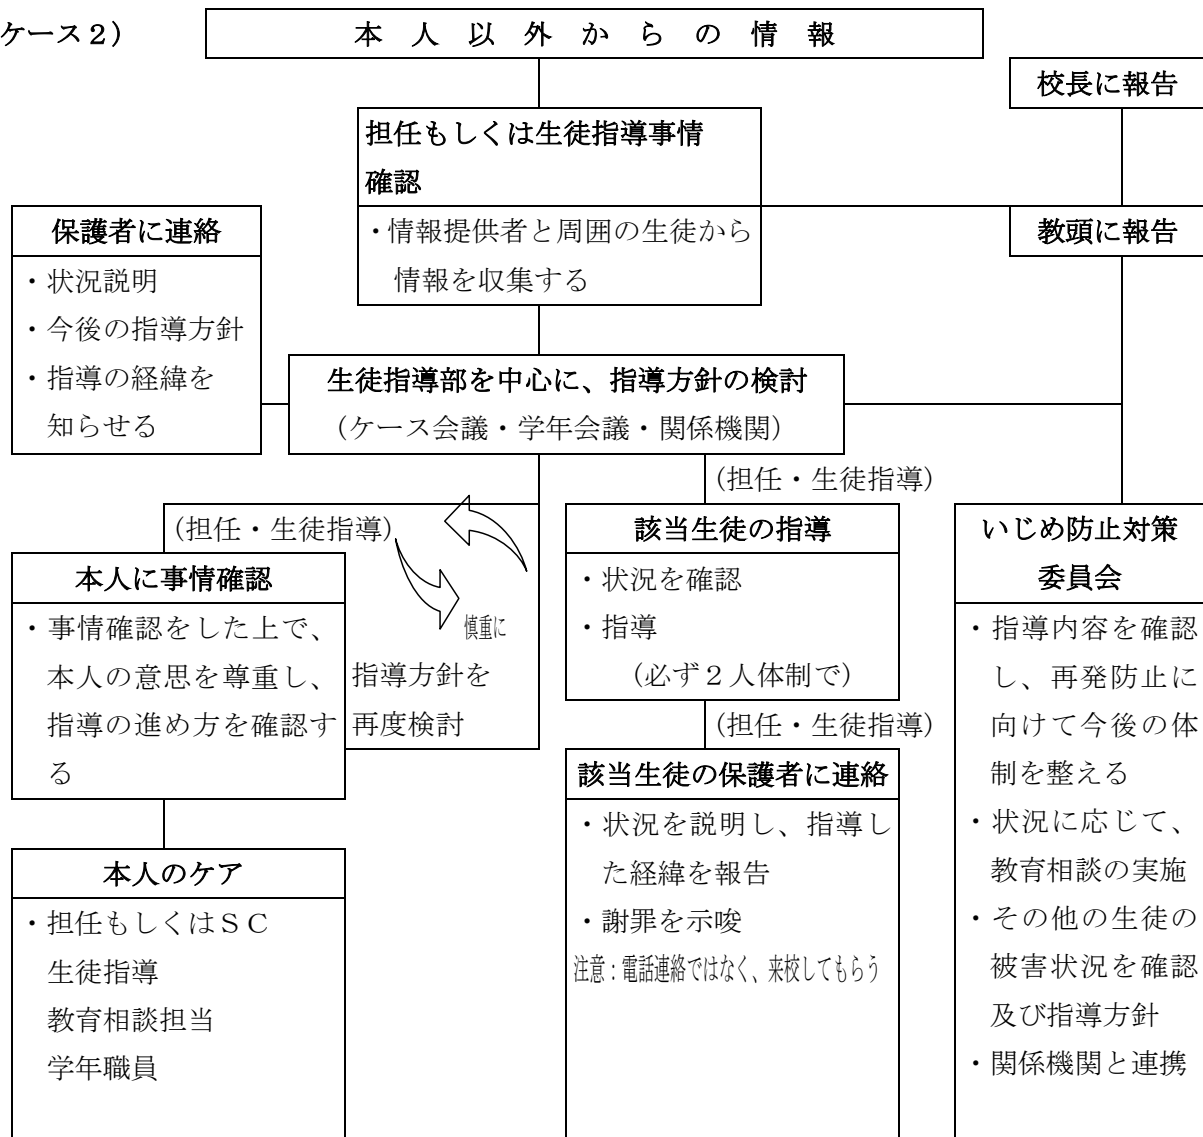 ケース２）
本人以外からの情報
校長に報告
担任もしくは生徒指導事情
確認
・情報提供者と周囲の生徒から
情報を収集する
教頭に報告
保護者に連絡
・状況説明
・今後の指導方針
・指導の経緯を
知らせる
生徒指導部を中心に、指導方針の検討
（ケース会議・学年会議・関係機関）
（担任・生徒指導）
（担任・生徒指導）
本人に事情確認
・事情確認をした上で、
本人の意思を尊重し、
指導の進め方を確認す
る
慎重に
指導方針を
再度検討
本人のケア
・担任もしくはＳＣ
生徒指導
教育相談担当
学年職員
該当生徒の指導
・状況を確認
・指導
（必ず２人体制で）
（担任・生徒指導）
該当生徒の保護者に連絡
・状況を説明し、指導し
た経緯を報告
・謝罪を示唆
注意：電話連絡ではなく、来校してもらう
いじめ防止対策
委員会
・指導内容を確認
し、再発防止に
向けて今後の体
制を整える
・状況に応じて、
教育相談の実施
・その他の生徒の
被害状況を確認
及び指導方針
・関係機関と連携